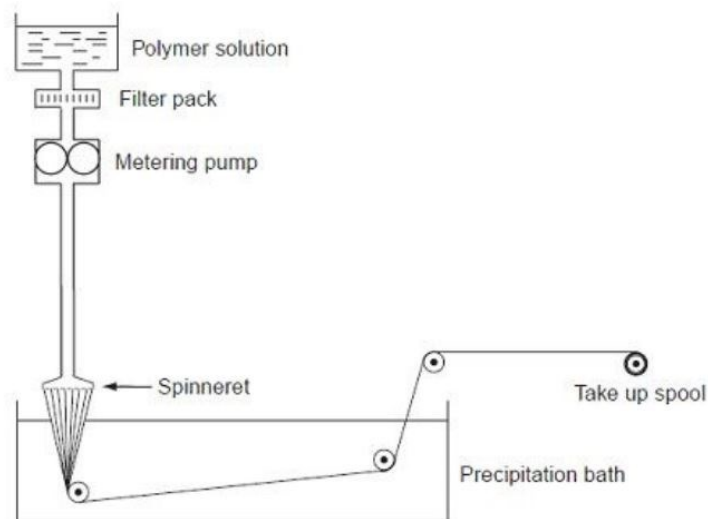 Polymer solution
Filter pack
Metering pump
Spinneret
Take up spool
Precipitation bath